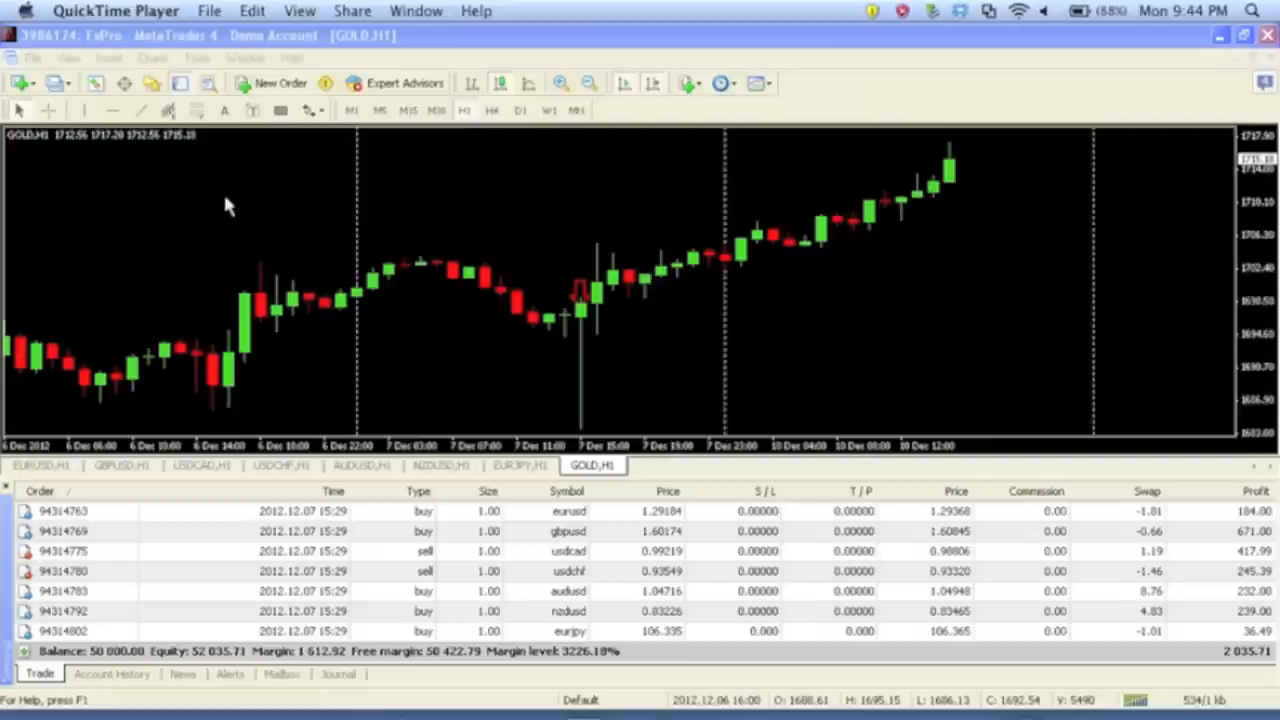 QuickTime Player File Edit View Share Window Help (88%) Mon 9:44 PM
3986174: FxPro - MetaTrader 4 - Demo Account - [GOLD,H1]
File View Insert Charts Tools Window Help
New Order Expert Advisors 4
A T M1 M5 M15 M30 H1 H4 D1 W1 MN
GOLD,H1 1712.56 1717.20 1712.56 1715.18
1717.90
1715.18
1714.00
1710.10
1706.30
1702.40
1698.50
1694.60
1690.70
1686.90
1683.00
6 Dec 2012 6 Dec 06:00 6 Dec 10:00 6 Dec 14:00 6 Dec 18:00 6 Dec 22:00 7 Dec 03:00 7 Dec 07:00 7 Dec 11:00 7 Dec 15:00 7 Dec 19:00 7 Dec 23:00 10 Dec 04:00 10 Dec 08:00 10 Dec 12:00
EURUSD,H1 GBPUSD,H1 USDCAD,H1 USDCHF,H1 AUDUSD,H1 NZDUSD,H1 EURJPY,H1 GOLD,H1
Order / Time Type Size Symbol Price S / L T / P Price Commission Swap Profit
94314763 2012.12.07 15:29 buy 1.00 eurusd 1.29184 0.00000 0.00000 1.29368 0.00 -1.81 184.00
94314769 2012.12.07 15:29 buy 1.00 gbpusd 1.60174 0.00000 0.00000 1.60845 0.00 -0.66 671.00
94314775 2012.12.07 15:29 sell 1.00 usdcad 0.99219 0.00000 0.00000 0.98806 0.00 1.19 417.99
94314780 2012.12.07 15:29 sell 1.00 usdchf 0.93549 0.00000 0.00000 0.93320 0.00 -1.46 245.39
94314783 2012.12.07 15:29 buy 1.00 audusd 1.04716 0.00000 0.00000 1.04948 0.00 8.76 232.00
94314792 2012.12.07 15:29 buy 1.00 nzdusd 0.83226 0.00000 0.00000 0.83465 0.00 4.83 239.00
94314802 2012.12.07 15:29 buy 1.00 eurjpy 106.335 0.000 0.000 106.365 0.00 -1.01 36.49
Balance: 50 000.00 Equity: 52 035.71 Margin: 1 612.92 Free margin: 50 422.79 Margin level: 3226.18% 2 035.71
Trade Account History News Alerts Mailbox Journal
For Help, press F1 Default 2012.12.06 16:00 O: 1688.61 H: 1695.15 L: 1686.13 C: 1692.54 V: 5490 534/1 kb